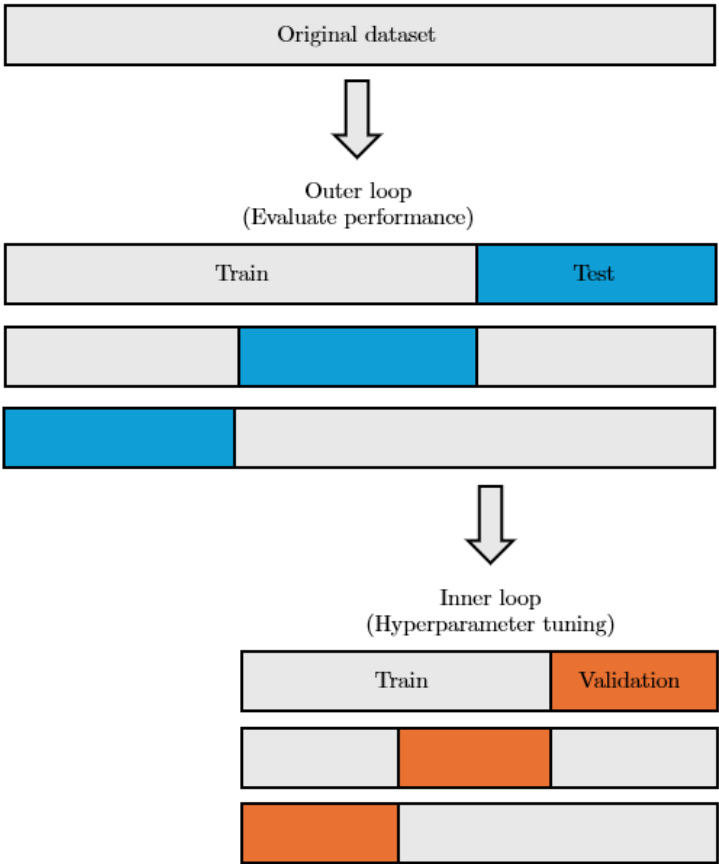 Original dataset
Outer loop
(Evaluate performance)
Train
Test
Inner loop
(Hyperparameter tuning)
Train
Validation